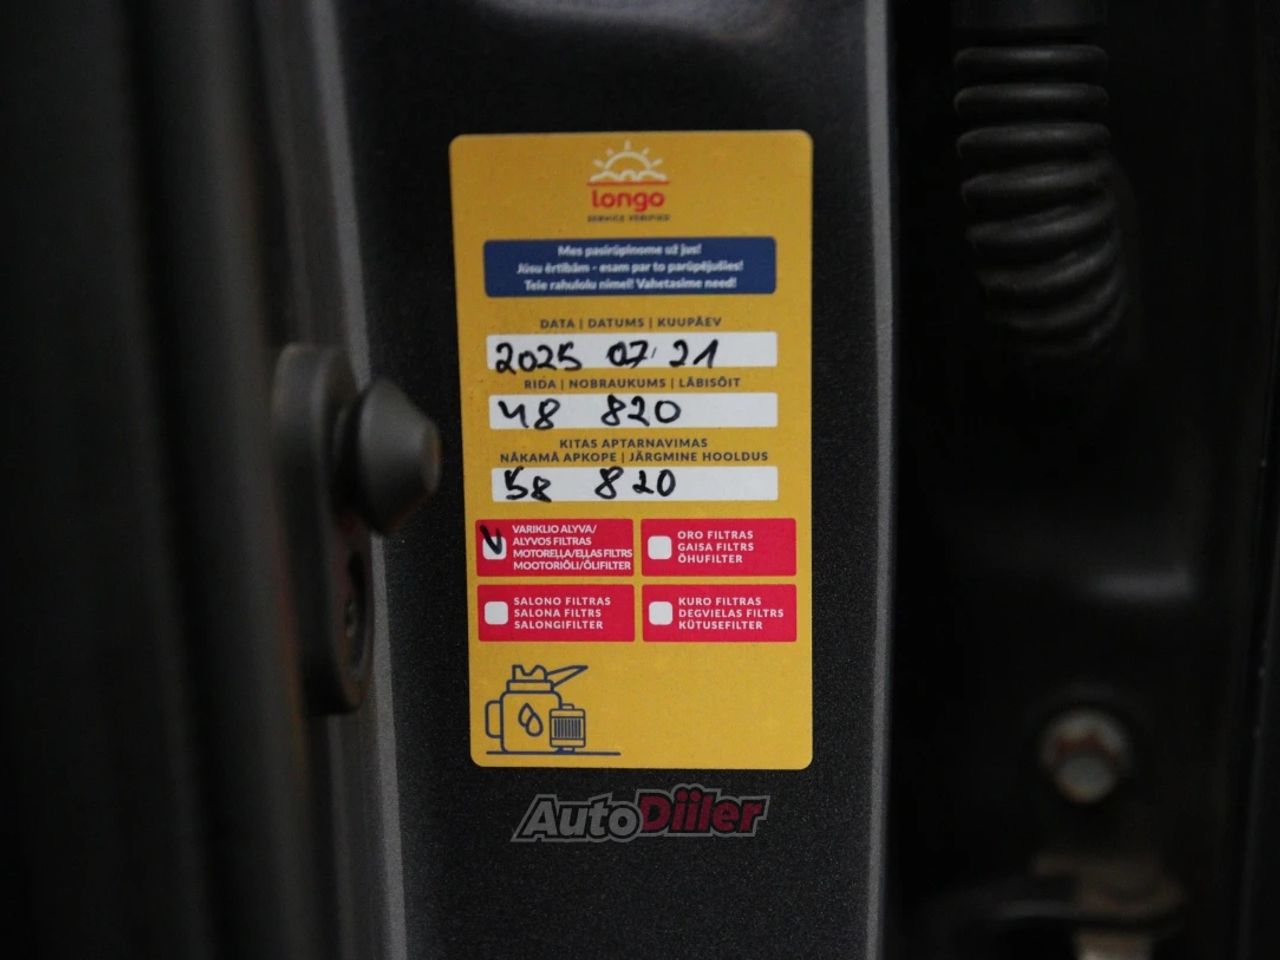 longo
SERVICE VERIFIED
Mes pasirūpinome už jus!
Jūsu ērtībām - esam par to parūpējušies!
Teie rahulolu nimel! Vahetasime need!
DATA | DATUMS | KUUPÄEV
2025 07 21
RIDA | NOBRAUKUMS | LÄBISÕIT
48 820
KITAS APTARNAVIMAS
NĀKAMĀ APKOPE | JÄRGMINE HOOLDUS
58 820
VARIKLIO ALYVA/
ALYVOS FILTRAS
MOTOREĻĻA/EĻĻAS FILTRS
MOOTORIÕLI/ÕLIFILTER
ORO FILTRAS
GAISA FILTRS
ÕHUFILTER
SALONO FILTRAS
SALONA FILTRS
SALONGIFILTER
KURO FILTRAS
DEGVIELAS FILTRS
KÜTUSEFILTER
AutoDiiler